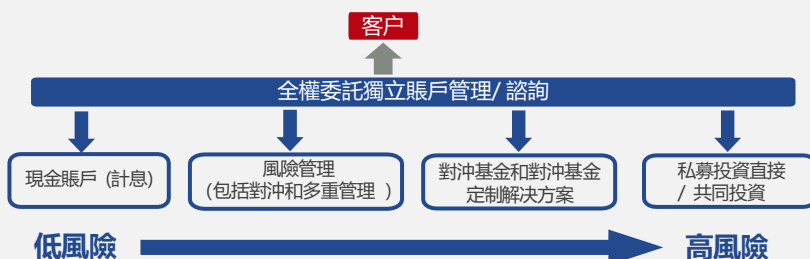 客户
全權委託獨立賬戶管理/ 諮詢
現金賬戶 (計息)
風險管理
(包括對沖和多重管理 )
對沖基金和對沖基金
定制解决方案
私募投資直接
/ 共同投資
低風險
高風險